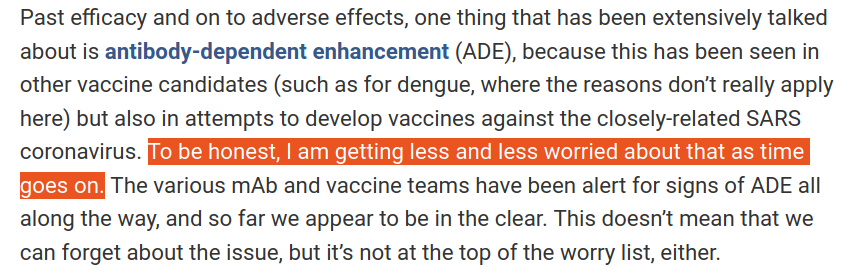 Past efficacy and on to adverse effects, one thing that has been extensively talked
about is antibody-dependent enhancement (ADE), because this has been seen in
other vaccine candidates (such as for dengue, where the reasons don’t really apply
here) but also in attempts to develop vaccines against the closely-related SARS
coronavirus. To be honest, I am getting less and less worried about that as time
goes on. The various mAb and vaccine teams have been alert for signs of ADE all
along the way, and so far we appear to be in the clear. This doesn’t mean that we
can forget about the issue, but it’s not at the top of the worry list, either.